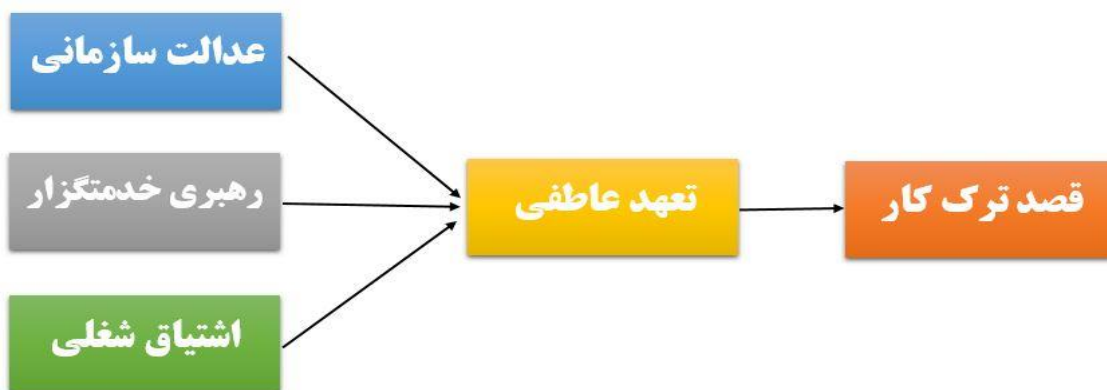 عدالت سازمانی
رهبری خدمتگزار
اشتیاق شغلی
تعهد عاطفی
قصد ترک کار